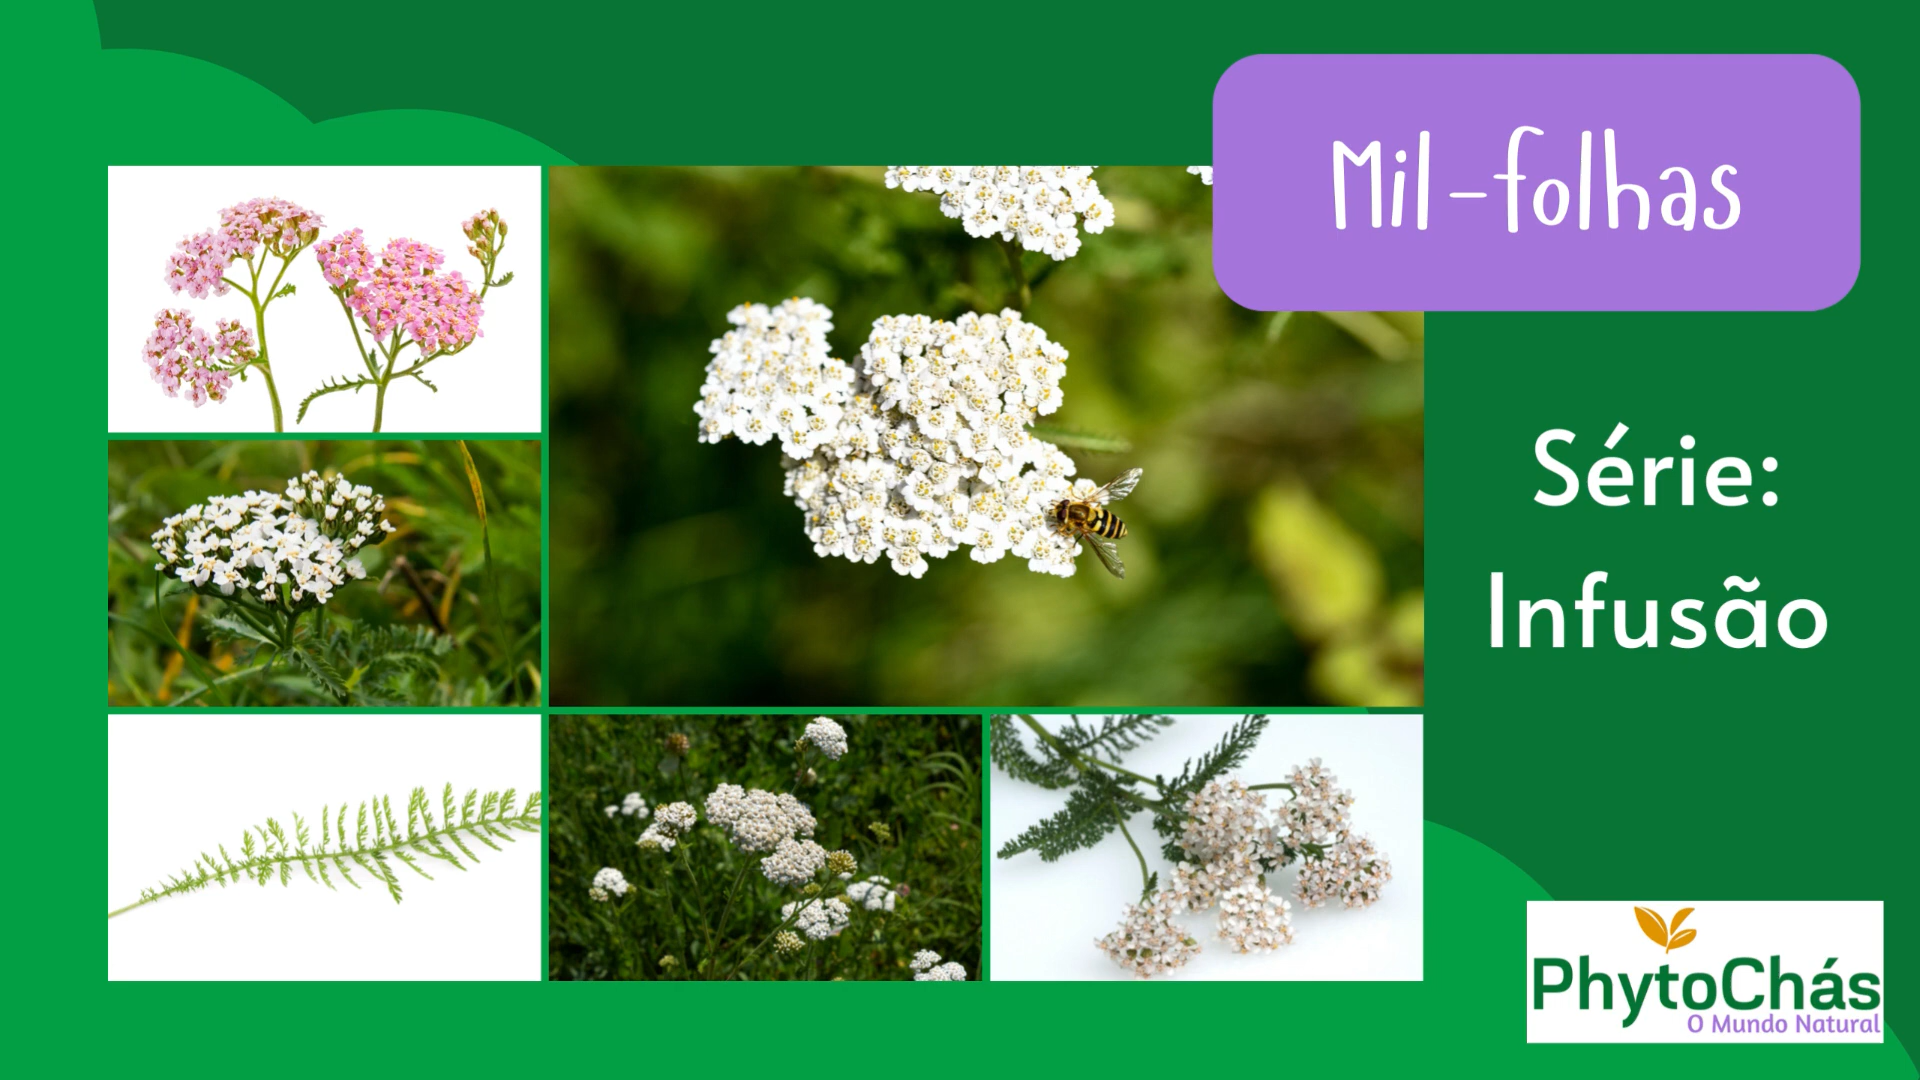 Mil-folhas
Série:
Infusão
PhytoChás
O Mundo Natural